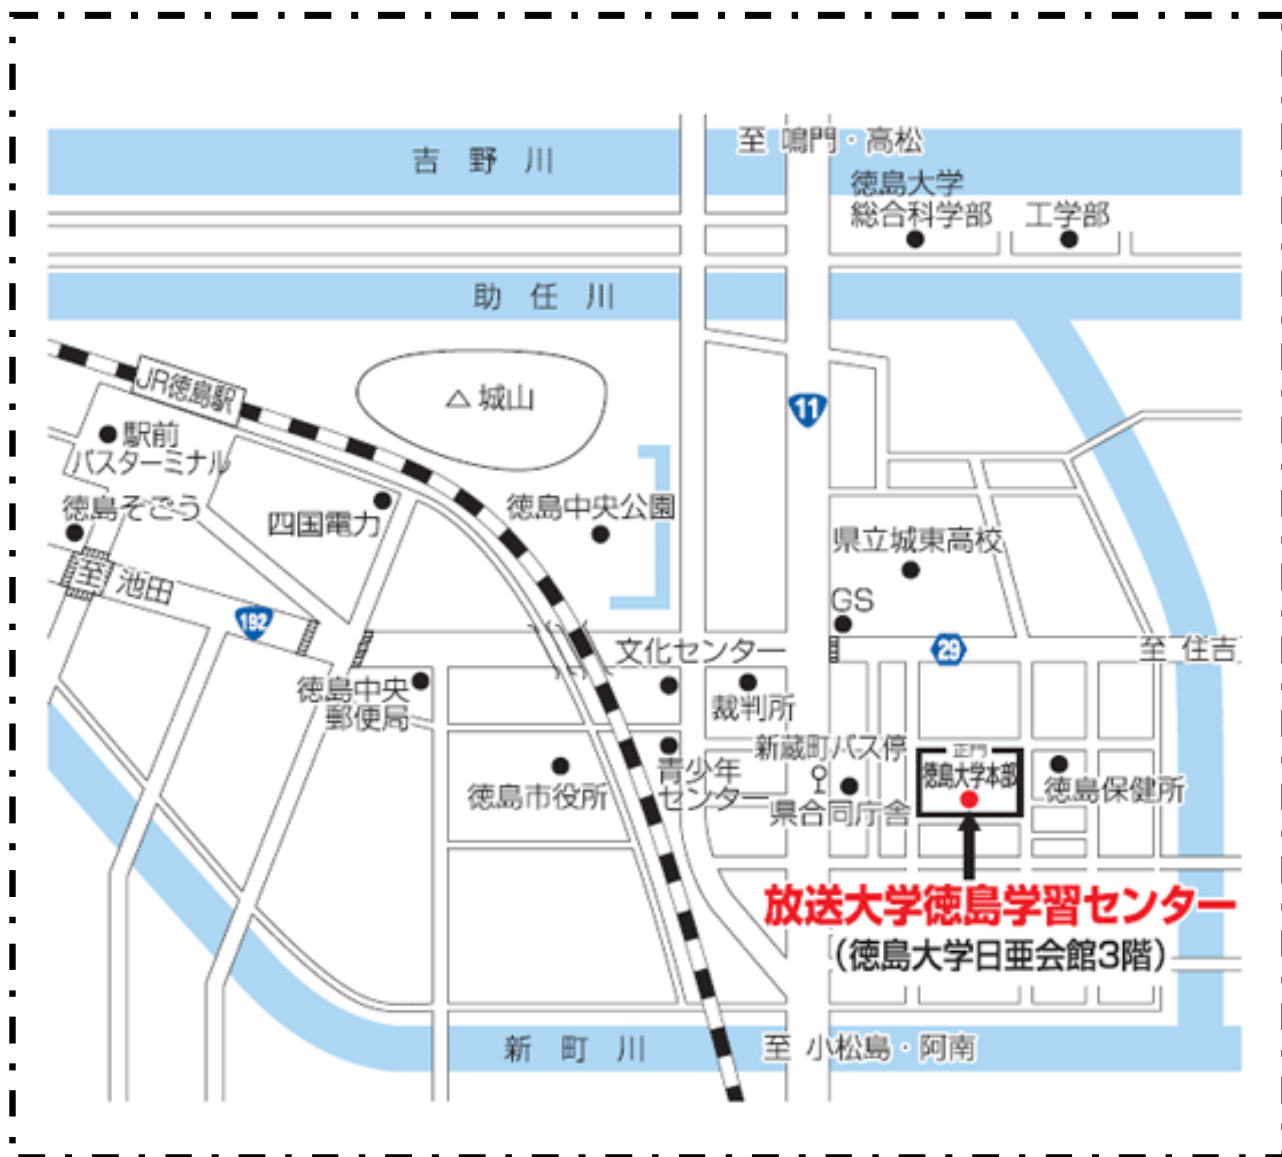 至 鳴門・高松
吉野川
徳島大学
総合科学部
工学部
助任川
JR徳島駅
城山
11
駅前
バスターミナル
徳島そごう
四国電力
徳島中央公園
県立城東高校
至 池田
GS
192
文化センター
29
至 住吉
徳島中央
郵便局
裁判所
新蔵町バス停
正門
徳島大学本部
青少年
センター
徳島市役所
県合同庁舎
徳島保健所
放送大学徳島学習センター
(徳島大学日亜会館3階)
新町川
至 小松島・阿南